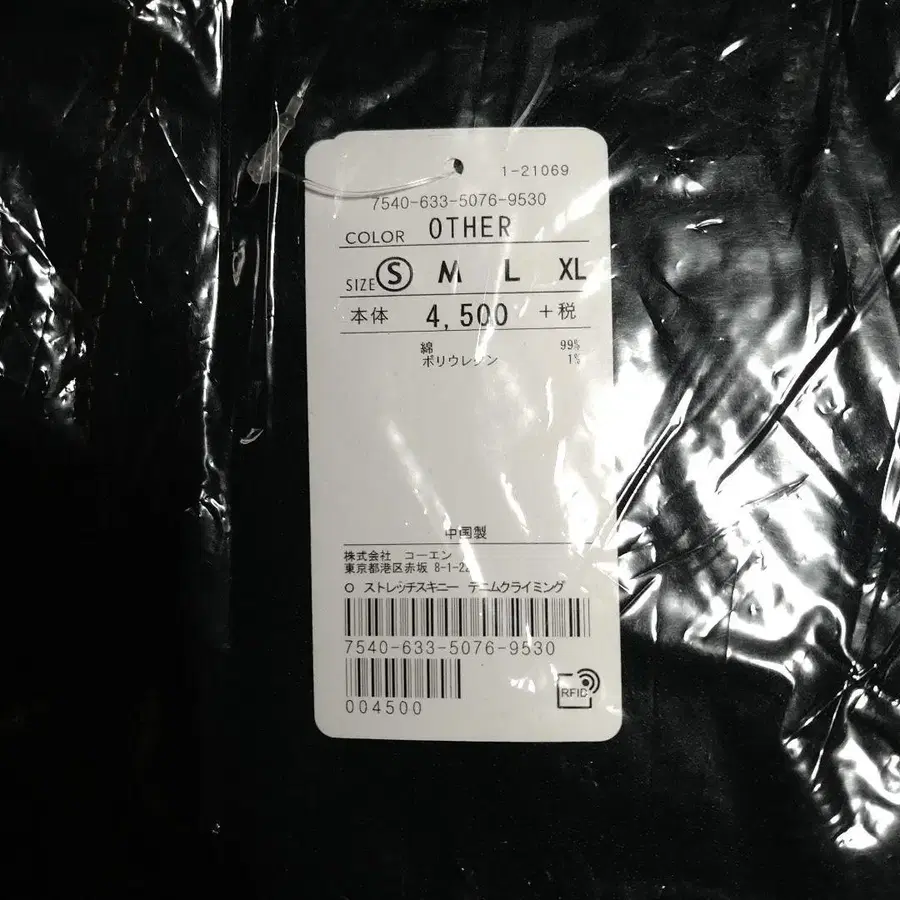 1-21069
7540-633-5076-9530
COLOR OTHER
SIZE S M L XL
本体 4,500 +税
綿 99%
ポリウレタン 1%
中国製
株式会社 コーエン
東京都港区赤坂 8-1-22
O ストレッチスキニー デニムクライミング
7540-633-5076-9530
004500
RFID